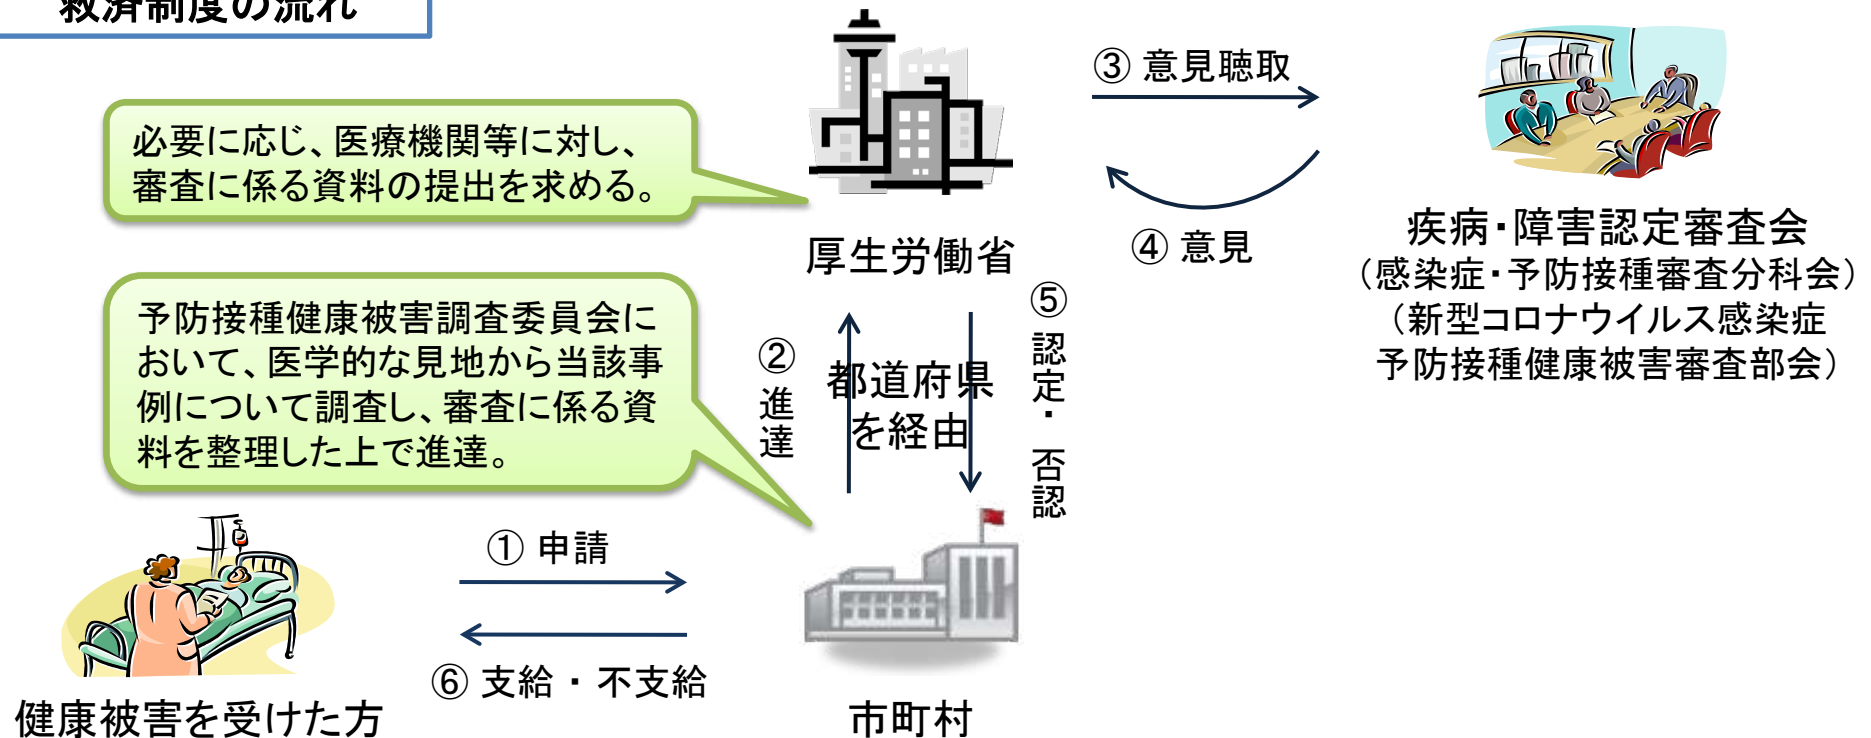 救済制度の流れ
必要に応じ、医療機関等に対し、
審査に係る資料の提出を求める。
厚生労働省
③ 意見聴取
④ 意見
疾病・障害認定審査会
（感染症・予防接種審査分科会）
（新型コロナウイルス感染症
予防接種健康被害審査部会）
予防接種健康被害調査委員会に
おいて、医学的な見地から当該事
例について調査し、審査に係る資
料を整理した上で進達。
② 進達
都道府県
を経由
⑤ 認定・否認
① 申請
⑥ 支給・不支給
健康被害を受けた方
市町村